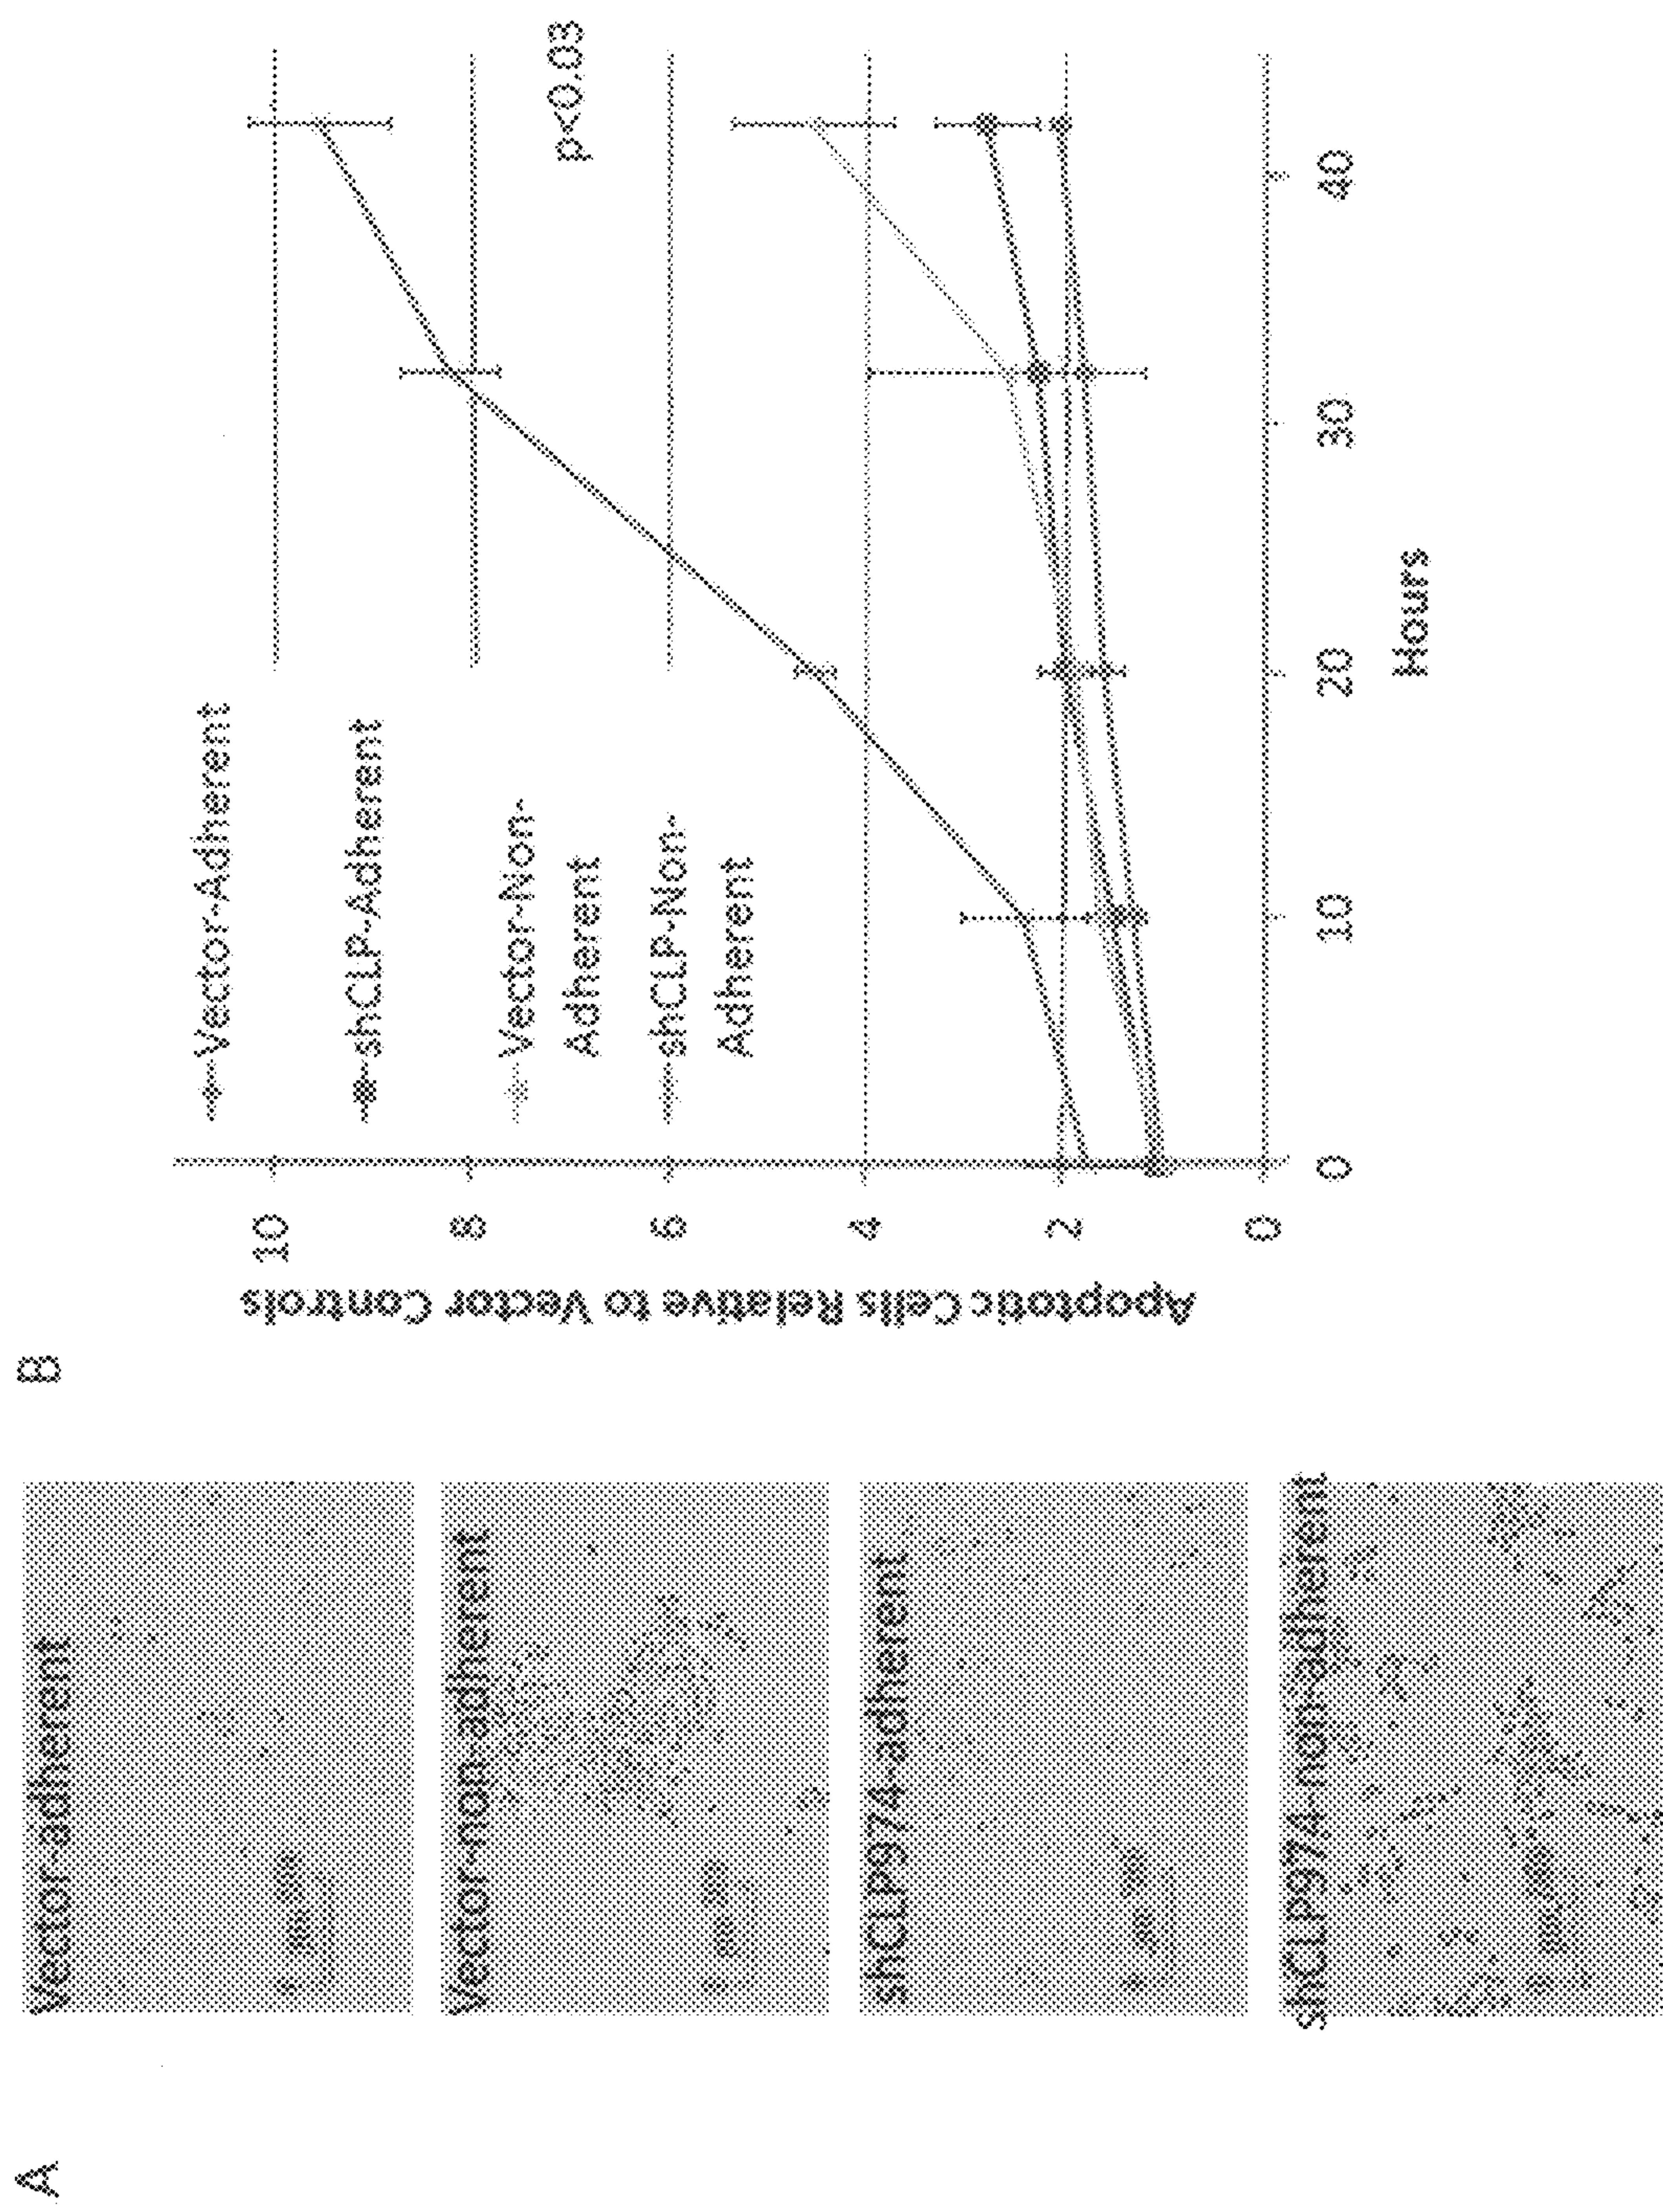 A
Vector-adherent
Vector-non-adherent
shCLP974-adherent
shCLP974-non-adherent
B
Apoptotic Cells Relative to Vector Controls
10
8
6
4
2
0
Vector-Adherent
shCLP-Adherent
Vector-Non-
Adherent
shCLP-Non-
Adherent
p<0.03
0
10
20
30
40
Hours